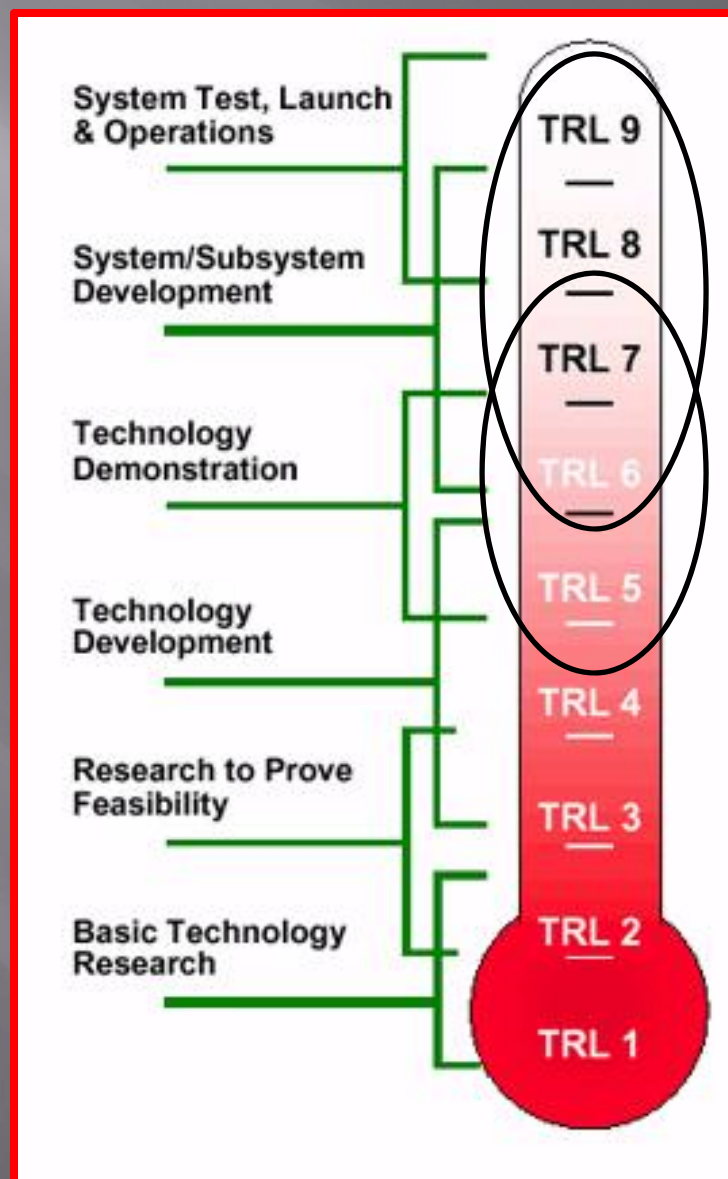 System Test, Launch
& Operations
System/Subsystem
Development
Technology
Demonstration
Technology
Development
Research to Prove
Feasibility
Basic Technology
Research
TRL 9
TRL 8
TRL 7
TRL 6
TRL 5
TRL 4
TRL 3
TRL 2
TRL 1